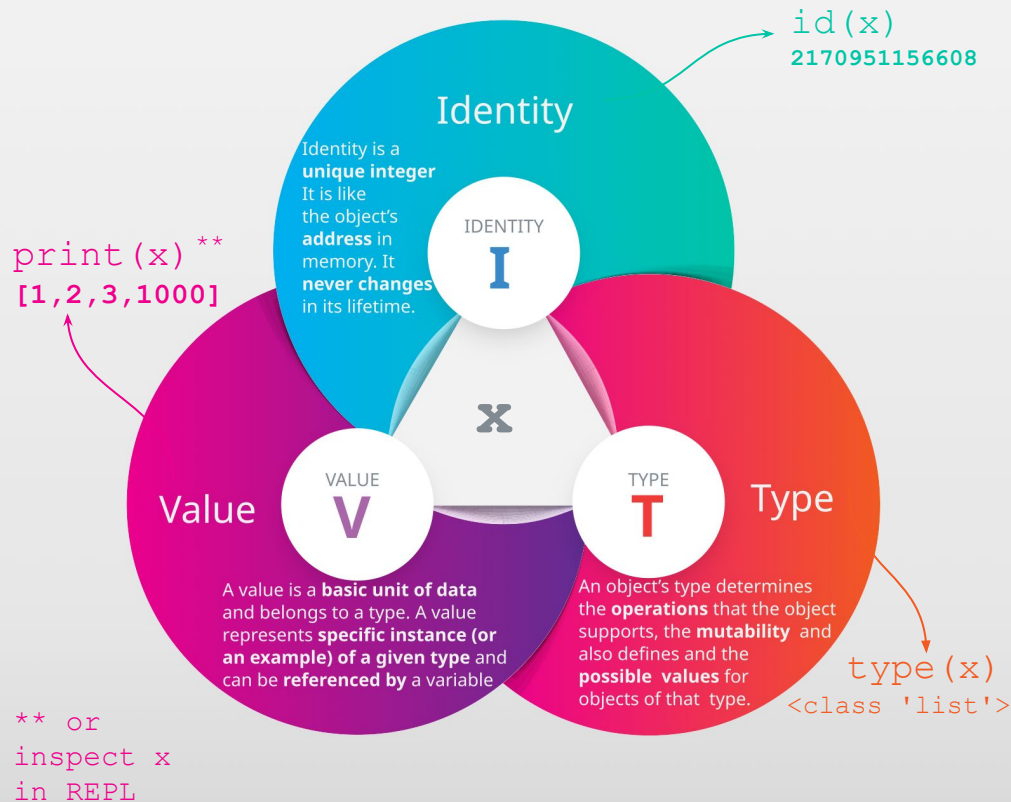 id(x)
2170951156608
Identity
Identity is a
unique integer
It is like
the object's
address in
memory. It
never changes
in its lifetime.
IDENTITY
I
print(x) **
[1,2,3,1000]
x
VALUE
V
Value
TYPE
T
Type
A value is a basic unit of data
and belongs to a type. A value
represents specific instance (or
an example) of a given type and
can be referenced by a variable
An object's type determines
the operations that the object
supports, the mutability and
also defines and the
possible values for
objects of that type.
type(x)
<class 'list'>
** or
inspect x
in REPL